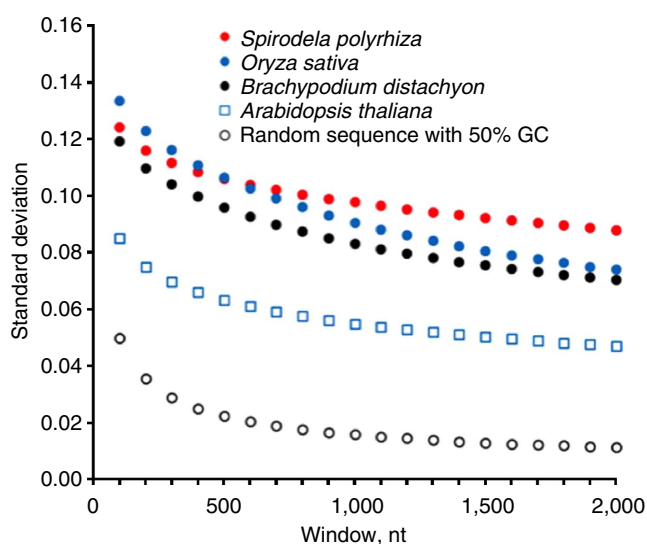 0.16
0.14
0.12
0.10
0.08
0.06
0.04
0.02
0.00
Standard deviation
Spirodela polyrhiza
Oryza sativa
Brachypodium distachyon
Arabidopsis thaliana
Random sequence with 50% GC
0 500 1,000 1,500 2,000
Window, nt